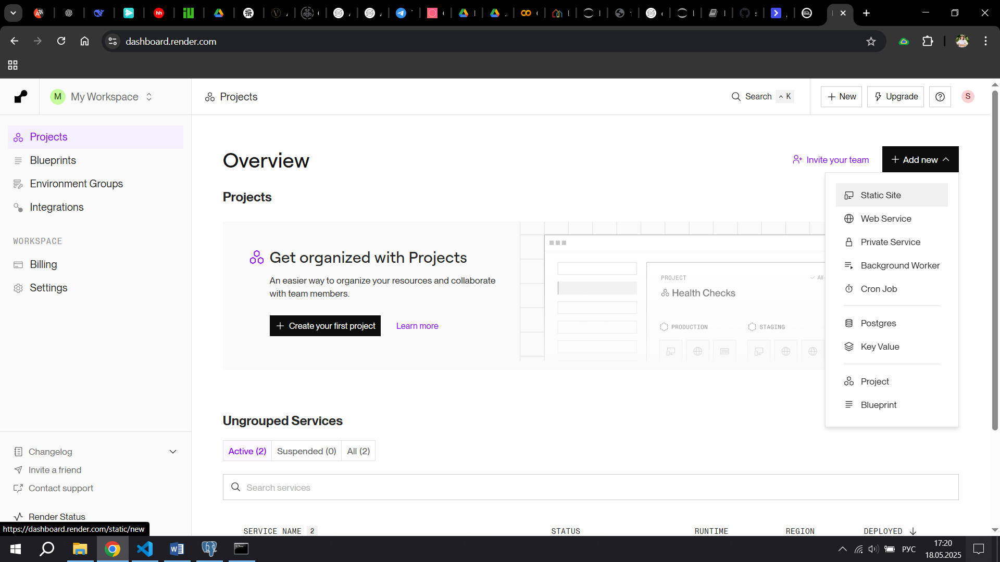 dashboard.render.com
M My Workspace
Projects
Search ^ K
+ New
Upgrade
S
Projects
Blueprints
Environment Groups
Integrations
WORKSPACE
Billing
Settings
Changelog
Invite a friend
Contact support
Render Status
https://dashboard.render.com/static/new
Overview
Invite your team
+ Add new
Static Site
Web Service
Private Service
Background Worker
Cron Job
Postgres
Key Value
Project
Blueprint
Projects
Get organized with Projects
An easier way to organize your resources and collaborate
with team members.
+ Create your first project
Learn more
PROJECT
All
Health Checks
PRODUCTION
STAGING
Ungrouped Services
Active (2)
Suspended (0)
All (2)
Search services
SERVICE NAME 2
STATUS
RUNTIME
REGION
DEPLOYED
РУС
17:20
18.05.2025